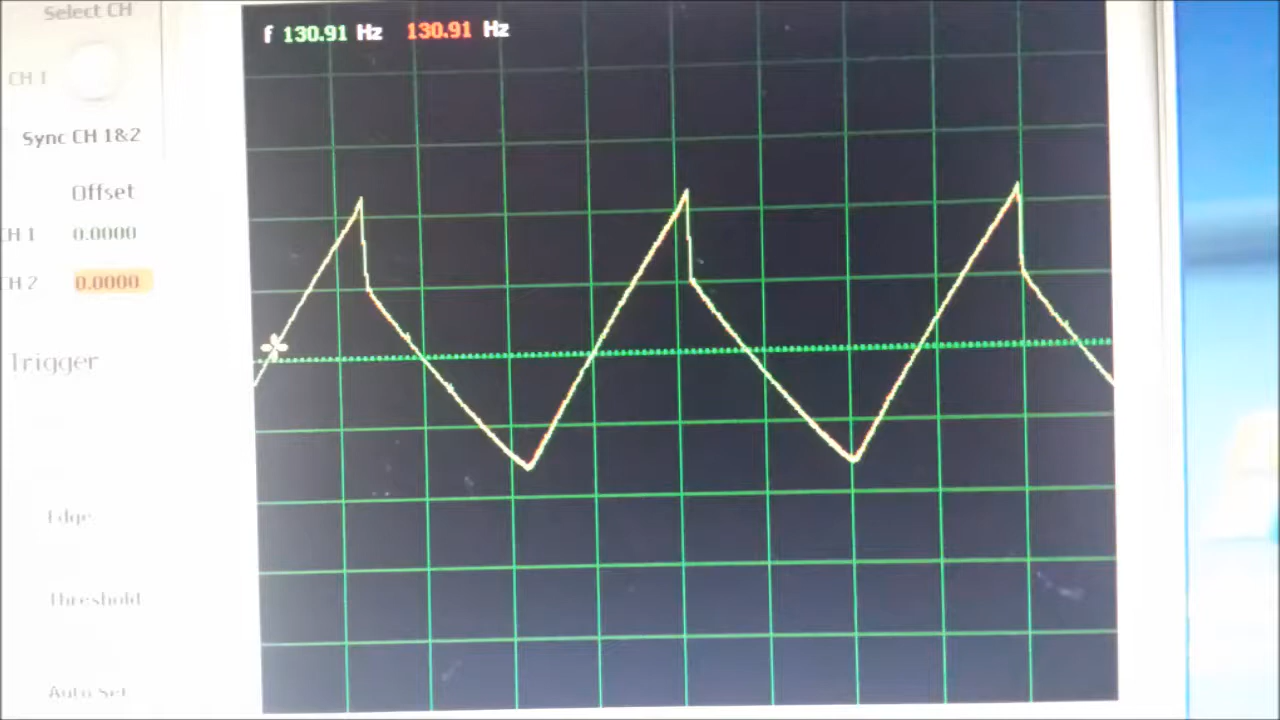 Select CH
f 130.91 Hz 130.91 Hz
CH 1
Sync CH 1&2
Offset
CH 1 0.0000
CH 2 0.0000
Trigger
Edge
Threshold
Auto Set